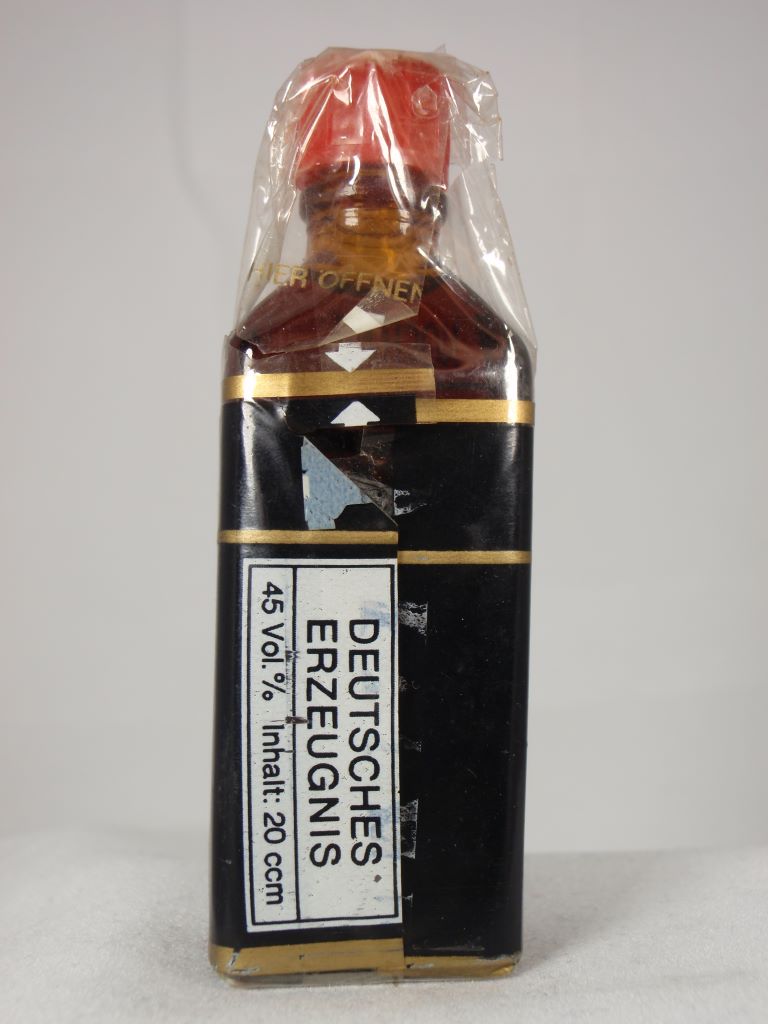 HIER ÖFFNEN
DEUTSCHES
ERZEUGNIS
45 Vol.% Inhalt: 20 ccm